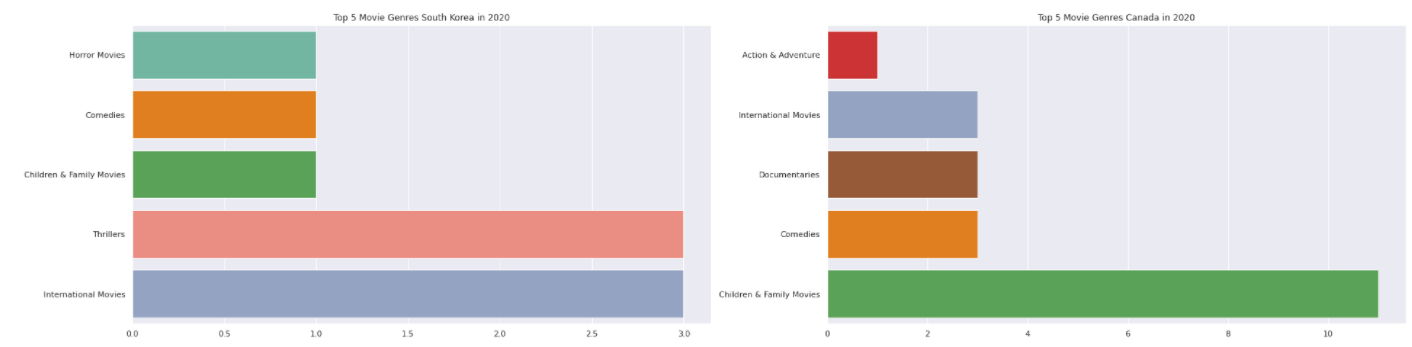 Top 5 Movie Genres South Korea in 2020
Horror Movies
Comedies
Children & Family Movies
Thrillers
International Movies
0.0 0.5 1.0 1.5 2.0 2.5 3.0
Top 5 Movie Genres Canada in 2020
Action & Adventure
International Movies
Documentaries
Comedies
Children & Family Movies
0 2 4 6 8 10